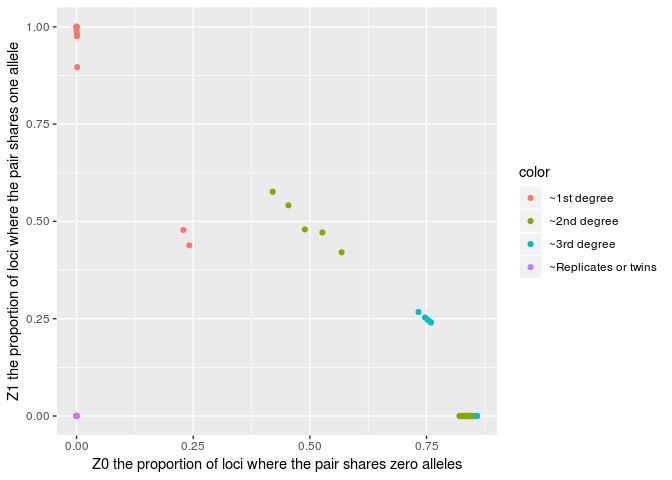 1.00
0.75
0.50
0.25
0.00
Z1 the proportion of loci where the pair shares one allele
0.00 0.25 0.50 0.75
Z0 the proportion of loci where the pair shares zero alleles
color
~1st degree
~2nd degree
~3rd degree
~Replicates or twins